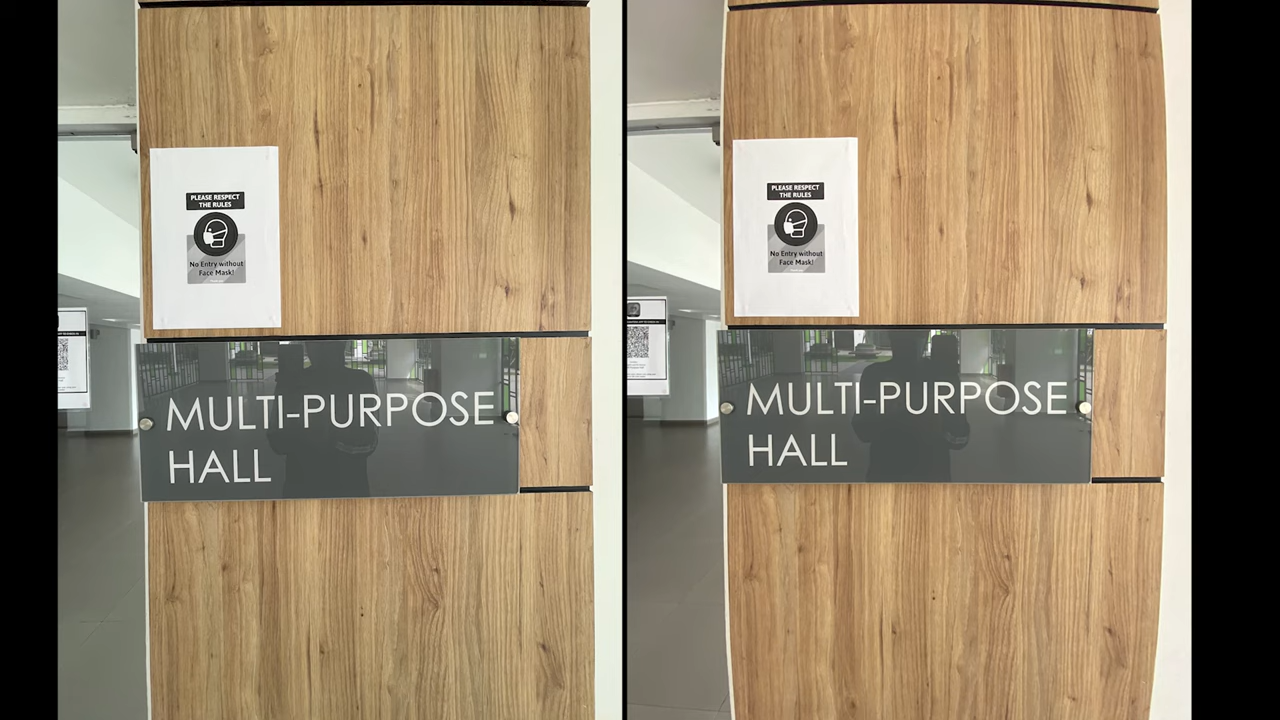 PLEASE RESPECT
THE RULES
No Entry without
Face Mask!
MULTI-PURPOSE
HALL
PLEASE RESPECT
THE RULES
No Entry without
Face Mask!
MULTI-PURPOSE
HALL